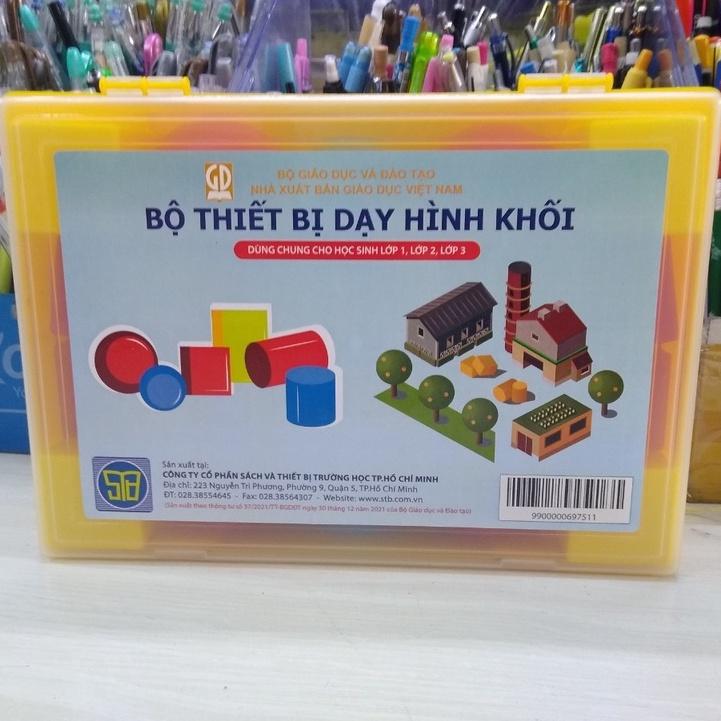 GD
BỘ GIÁO DỤC VÀ ĐÀO TẠO
NHÀ XUẤT BẢN GIÁO DỤC VIỆT NAM
BỘ THIẾT BỊ DẠY HÌNH KHỐI
DÙNG CHUNG CHO HỌC SINH LỚP 1, LỚP 2, LỚP 3
STB
Sản xuất tại:
CÔNG TY CỔ PHẦN SÁCH VÀ THIẾT BỊ TRƯỜNG HỌC TP.HỒ CHÍ MINH
Địa chỉ: 223 Nguyễn Tri Phương, Phường 9, Quận 5, TP.Hồ Chí Minh
ĐT: 028.38554645 - Fax: 028.38564307 - Website: www.stb.com.vn
(Sản xuất theo thông tư số 37/2021/TT-BGDĐT ngày 30 tháng 12 năm 2021 của Bộ Giáo dục và Đào tạo)
9900000697511